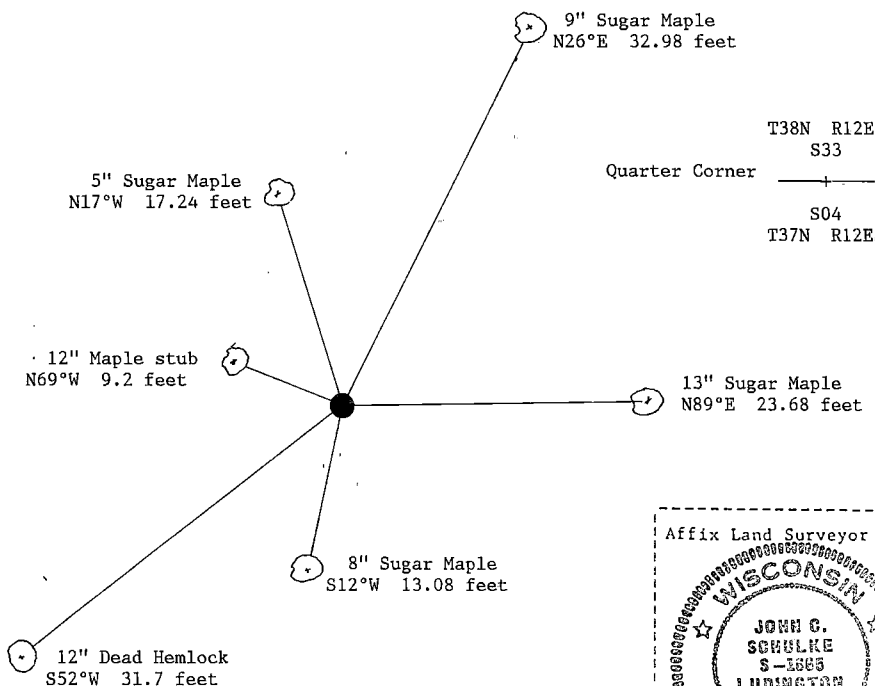 9" Sugar Maple
N26°E 32.98 feet
T38N R12E
S33
Quarter Corner
S04
T37N R12E
5" Sugar Maple
N17°W 17.24 feet
12" Maple stub
N69°W 9.2 feet
13" Sugar Maple
N89°E 23.68 feet
8" Sugar Maple
S12°W 13.08 feet
12" Dead Hemlock
S52°W 31.7 feet
Affix Land Surveyor
WISCONSIN
JOHN C.
SCHULKE
S-1665
LUDINGTON